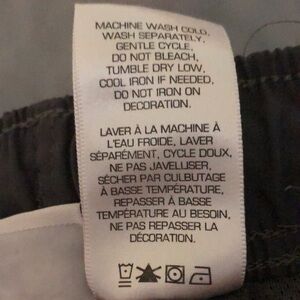 MACHINE WASH COLD,
WASH SEPARATELY,
GENTLE CYCLE,
DO NOT BLEACH,
TUMBLE DRY LOW,
COOL IRON IF NEEDED,
DO NOT IRON ON
DECORATION.
LAVER À LA MACHINE À
L'EAU FROIDE, LAVER
SÉPARÉMENT, CYCLE DOUX,
NE PAS JAVELLISER,
SÉCHER PAR CULBUTAGE
À BASSE TEMPÉRATURE,
REPASSER À BASSE
TEMPÉRATURE AU BESOIN,
NE PAS REPASSER LA
DÉCORATION.